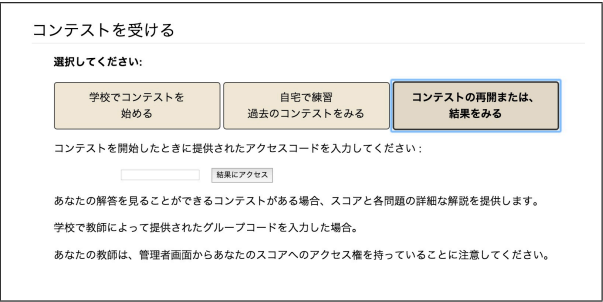 コンテストを受ける
選択してください:
学校でコンテストを
始める
自宅で練習
過去のコンテストをみる
コンテストの再開または、
結果をみる
コンテストを開始したときに提供されたアクセスコードを入力してください :
結果にアクセス
あなたの解答を見ることができるコンテストがある場合、スコアと各問題の詳細な解説を提供します。
学校で教師によって提供されたグループコードを入力した場合。
あなたの教師は、管理者画面からあなたのスコアへのアクセス権を持っていることに注意してください。